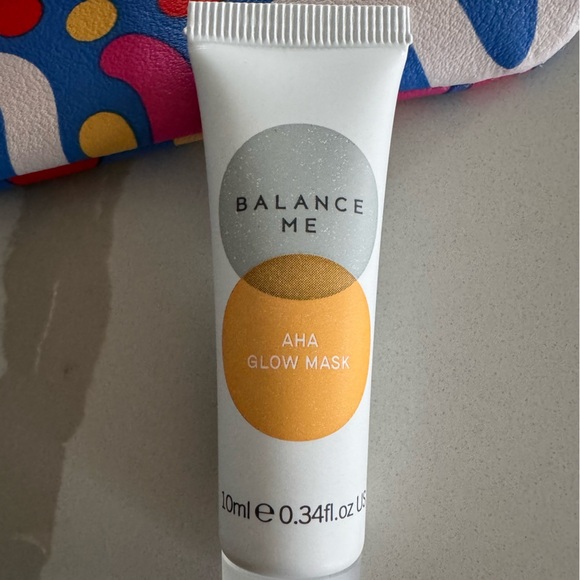 BALANCE
ME
AHA
GLOW MASK
10ml e 0.34fl.oz US